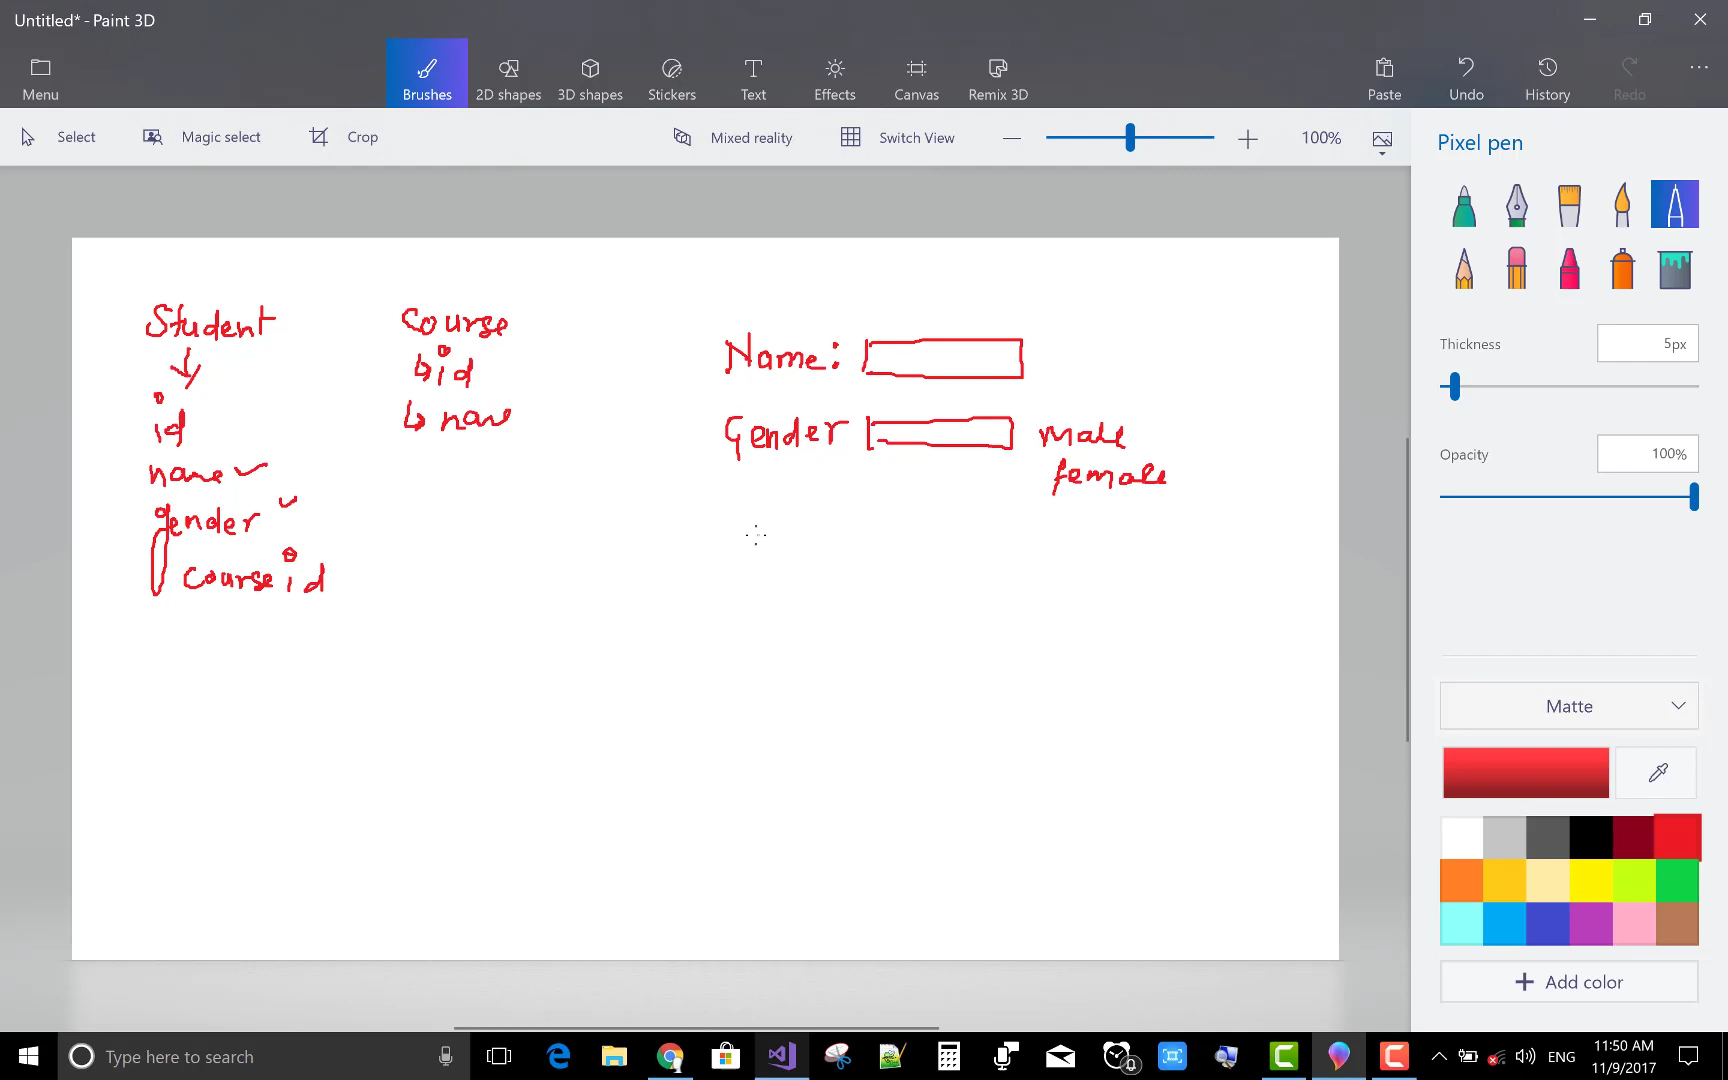 Untitled* - Paint 3D
Menu
Brushes
2D shapes
3D shapes
Stickers
Text
Effects
Canvas
Remix 3D
Paste
Undo
History
Redo
Select
Magic select
Crop
Mixed reality
Switch View
100%
Pixel pen
Thickness
5px
Opacity
100%
Matte
Add color
Student
id
name
gender
course id
Course
id
name
Name:
Gender
male
female
Type here to search
ENG
11:50 AM
11/9/2017